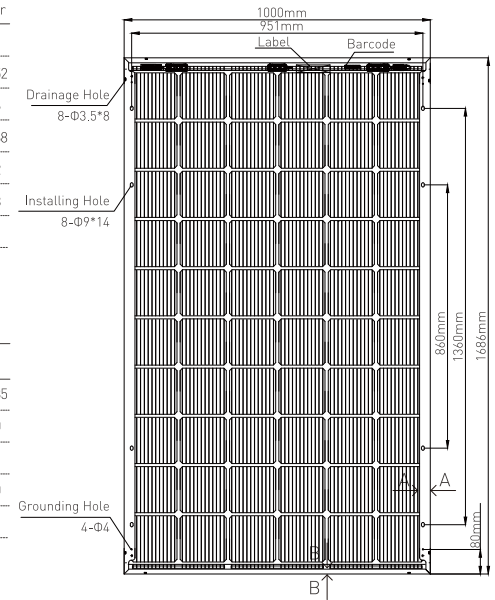 1000mm
951mm
Label
Barcode
Drainage Hole
8-Φ3.5*8
Installing Hole
8-Φ9*14
860mm
1360mm
1686mm
A
A
Grounding Hole
4-Φ4
80mm
B
B